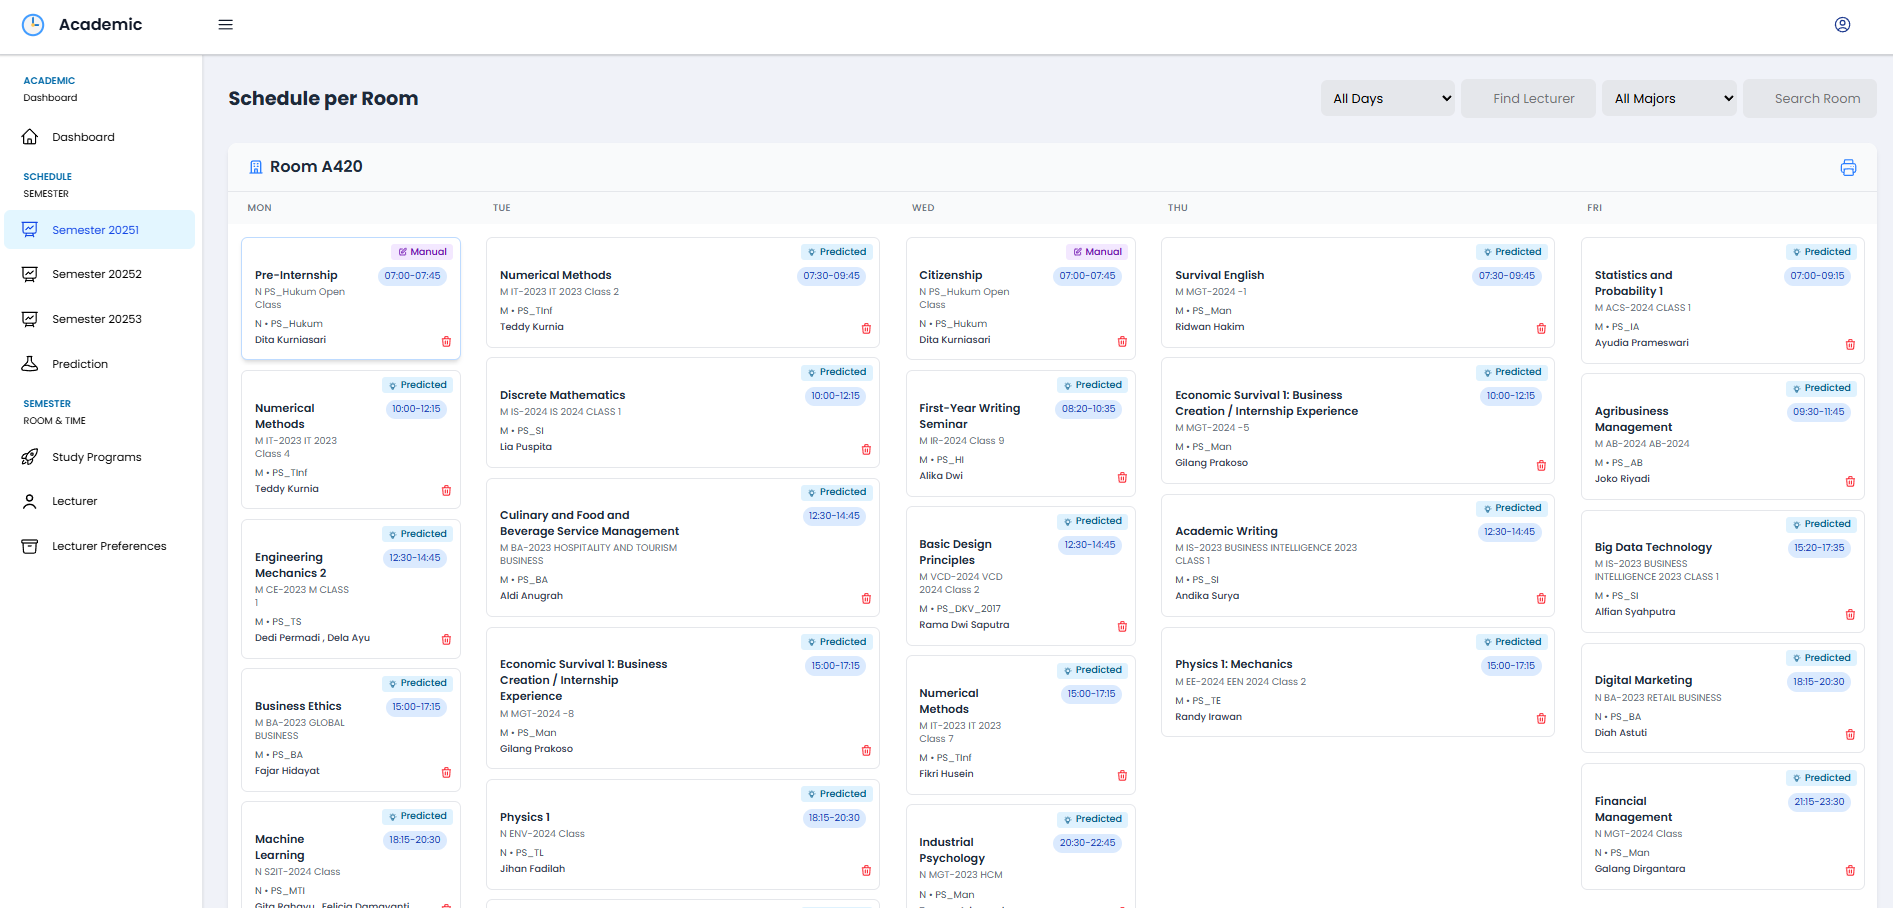 Academic
ACADEMIC
Dashboard
Dashboard
SCHEDULE
SEMESTER
Semester 20251
Semester 20252
Semester 20253
Prediction
SEMESTER
ROOM & TIME
Study Programs
Lecturer
Lecturer Preferences
Schedule per Room
All Days
Find Lecturer
All Majors
Search Room
Room A420
MON
TUE
WED
THU
FRI
Manual
Pre-Internship
07:00-07:45
N PS_Hukum Open
Class
N • PS_Hukum
Dita Kurniasari
Predicted
Numerical
Methods
10:00-12:15
M IT-2023 IT 2023
Class 4
M • PS_TInf
Teddy Kurnia
Predicted
Engineering
Mechanics 2
12:30-14:45
M CE-2023 M CLASS
1
M • PS_TS
Dedi Permadi , Dela Ayu
Predicted
Business Ethics
15:00-17:15
M BA-2023 GLOBAL
BUSINESS
M • PS_BA
Fajar Hidayat
Predicted
Machine
Learning
18:15-20:30
N S2IT-2024 Class
N • PS_MTI
Gita Rahayu , Felicia Damayanti
Predicted
Numerical Methods
07:30-09:45
M IT-2023 IT 2023 Class 2
M • PS_TInf
Teddy Kurnia
Predicted
Discrete Mathematics
10:00-12:15
M IS-2024 IS 2024 CLASS 1
M • PS_SI
Lia Puspita
Predicted
Culinary and Food and
Beverage Service Management
12:30-14:45
M BA-2023 HOSPITALITY AND TOURISM
BUSINESS
M • PS_BA
Aldi Anugrah
Predicted
Economic Survival 1: Business
Creation / Internship
Experience
15:00-17:15
M MGT-2024 -8
M • PS_Man
Gilang Prakoso
Predicted
Physics 1
18:15-20:30
N ENV-2024 Class
N • PS_TL
Jihan Fadilah
Manual
Citizenship
07:00-07:45
N PS_Hukum Open
Class
N • PS_Hukum
Dita Kurniasari
Predicted
First-Year Writing
Seminar
08:20-10:35
M IR-2024 Class 9
M • PS_HI
Alika Dwi
Predicted
Basic Design
Principles
12:30-14:45
M VCD-2024 VCD
2024 Class 2
M • PS_DKV_2017
Rama Dwi Saputra
Predicted
Numerical
Methods
15:00-17:15
M IT-2023 IT 2023
Class 7
M • PS_TInf
Fikri Husein
Predicted
Industrial
Psychology
20:30-22:45
N MGT-2023 HCM
N • PS_Man
Predicted
Survival English
07:30-09:45
M MGT-2024 -1
M • PS_Man
Ridwan Hakim
Predicted
Economic Survival 1: Business
Creation / Internship Experience
10:00-12:15
M MGT-2024 -5
M • PS_Man
Gilang Prakoso
Predicted
Academic Writing
12:30-14:45
M IS-2023 BUSINESS INTELLIGENCE 2023
CLASS 1
M • PS_SI
Andika Surya
Predicted
Physics 1: Mechanics
15:00-17:15
M EE-2024 EEN 2024 Class 2
M • PS_TE
Randy Irawan
Predicted
Statistics and
Probability 1
07:00-09:15
M ACS-2024 CLASS 1
M • PS_IA
Ayudia Prameswari
Predicted
Agribusiness
Management
09:30-11:45
M AB-2024 AB-2024
M • PS_AB
Joko Riyadi
Predicted
Big Data Technology
15:20-17:35
M IS-2023 BUSINESS
INTELLIGENCE 2023 CLASS 1
M • PS_SI
Alfian Syahputra
Predicted
Digital Marketing
18:15-20:30
N BA-2023 RETAIL BUSINESS
N • PS_BA
Diah Astuti
Predicted
Financial
Management
21:15-23:30
N MGT-2024 Class
N • PS_Man
Galang Dirgantara